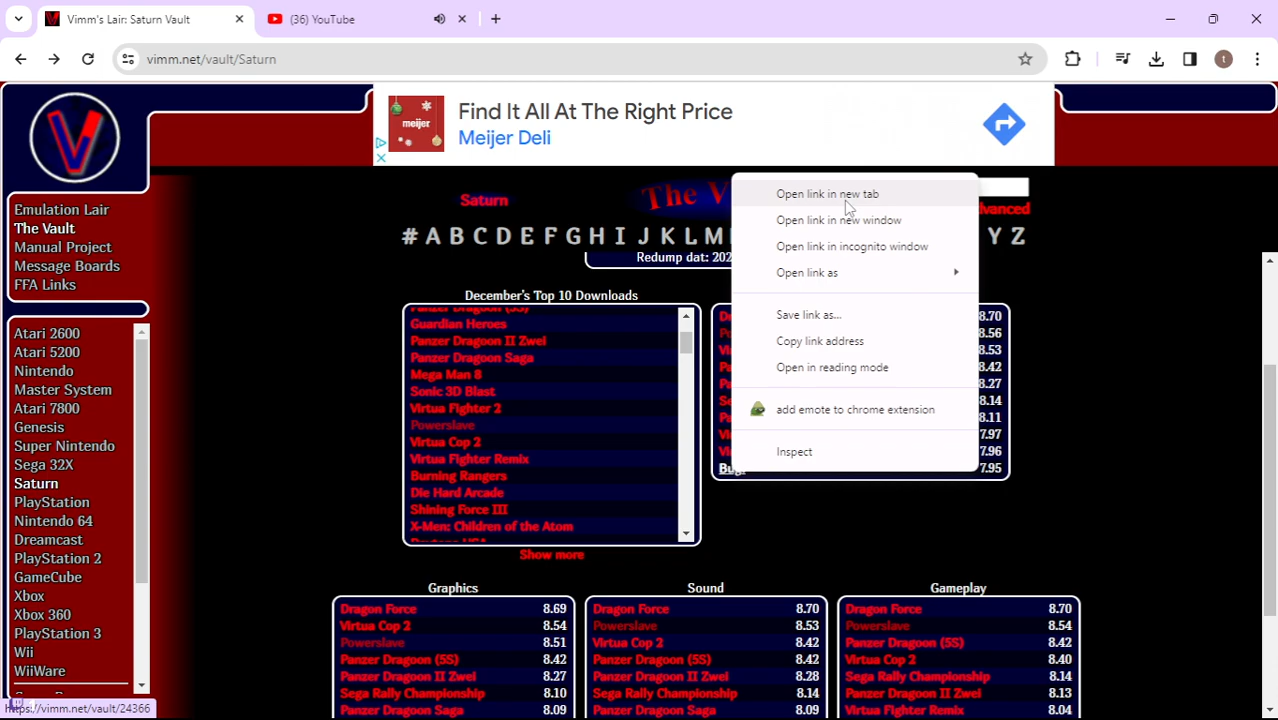 Vimm's Lair: Saturn Vault
(36) YouTube
vimm.net/vault/Saturn
t
meijer
Find It All At The Right Price
Meijer Deli
V
Emulation Lair
The Vault
Manual Project
Message Boards
FFA Links
Atari 2600
Atari 5200
Nintendo
Master System
Atari 7800
Genesis
Super Nintendo
Sega 32X
Saturn
PlayStation
Nintendo 64
Dreamcast
PlayStation 2
GameCube
Xbox
Xbox 360
PlayStation 3
Wii
WiiWare
https://vimm.net/vault/24366
Saturn
The V
# A B C D E F G H I J K L M
Y Z
Redump dat: 202
December's Top 10 Downloads
Panzer Dragoon (5S)
Guardian Heroes
Panzer Dragoon II Zwei
Panzer Dragoon Saga
Mega Man 8
Sonic 3D Blast
Virtua Fighter 2
Powerslave
Virtua Cop 2
Virtua Fighter Remix
Burning Rangers
Die Hard Arcade
Shining Force III
X-Men: Children of the Atom
Daytona USA
Show more
8.70
8.56
8.53
8.42
8.27
8.14
8.11
7.97
7.96
Bug!
7.95
Open link in new tab
Open link in new window
Open link in incognito window
Open link as
Save link as...
Copy link address
Open in reading mode
add emote to chrome extension
Inspect
Graphics
Dragon Force 8.69
Virtua Cop 2 8.54
Powerslave 8.51
Panzer Dragoon (5S) 8.42
Panzer Dragoon II Zwei 8.27
Sega Rally Championship 8.10
Panzer Dragoon Saga 8.09
Sound
Dragon Force 8.70
Powerslave 8.53
Virtua Cop 2 8.42
Panzer Dragoon (5S) 8.42
Panzer Dragoon II Zwei 8.28
Sega Rally Championship 8.14
Panzer Dragoon Saga 8.09
Gameplay
Dragon Force 8.70
Powerslave 8.54
Panzer Dragoon (5S) 8.42
Virtua Cop 2 8.40
Sega Rally Championship 8.14
Panzer Dragoon II Zwei 8.13
Virtua Fighter Remix 8.04